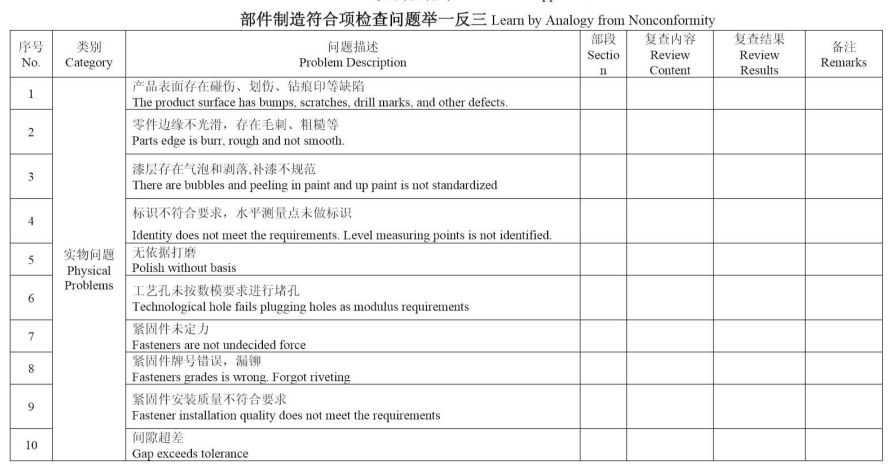 部件制造符合项检查问题举一反三 Learn by Analogy from Nonconformity
序号 类别 问题描述 部段 复查内容 复查结果 备注
No. Category Problem Description Sectio Review Review Remarks
n Content Results
1 产品表面存在碰伤、划伤、钻痕印等缺陷
The product surface has bumps, scratches, drill marks, and other defects.
2 零件边缘不光滑，存在毛刺、粗糙等
Parts edge is burr, rough and not smooth.
3 漆层存在气泡和剥落,补漆不规范
There are bubbles and peeling in paint and up paint is not standardized
4 标识不符合要求，水平测量点未做标识
Identity does not meet the requirements. Level measuring points is not identified.
实物问题
Physical
Problems
5 无依据打磨
Polish without basis
6 工艺孔未按数模要求进行堵孔
Technological hole fails plugging holes as modulus requirements
7 紧固件未定力
Fasteners are not undecided force
8 紧固件牌号错误，漏铆
Fasteners grades is wrong. Forgot riveting
9 紧固件安装质量不符合要求
Fastener installation quality does not meet the requirements
10 间隙超差
Gap exceeds tolerance